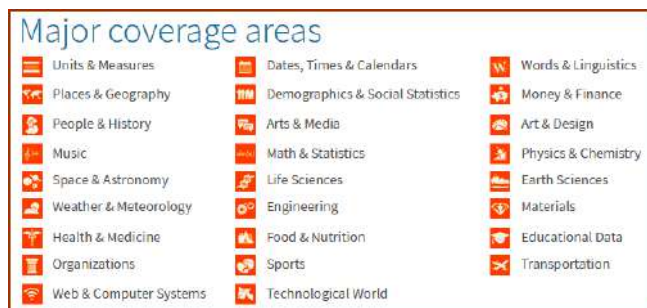 Major coverage areas
Units & Measures
Dates, Times & Calendars
Words & Linguistics
Places & Geography
Demographics & Social Statistics
Money & Finance
People & History
Arts & Media
Art & Design
Music
Math & Statistics
Physics & Chemistry
Space & Astronomy
Life Sciences
Earth Sciences
Weather & Meteorology
Engineering
Materials
Health & Medicine
Food & Nutrition
Educational Data
Organizations
Sports
Transportation
Web & Computer Systems
Technological World